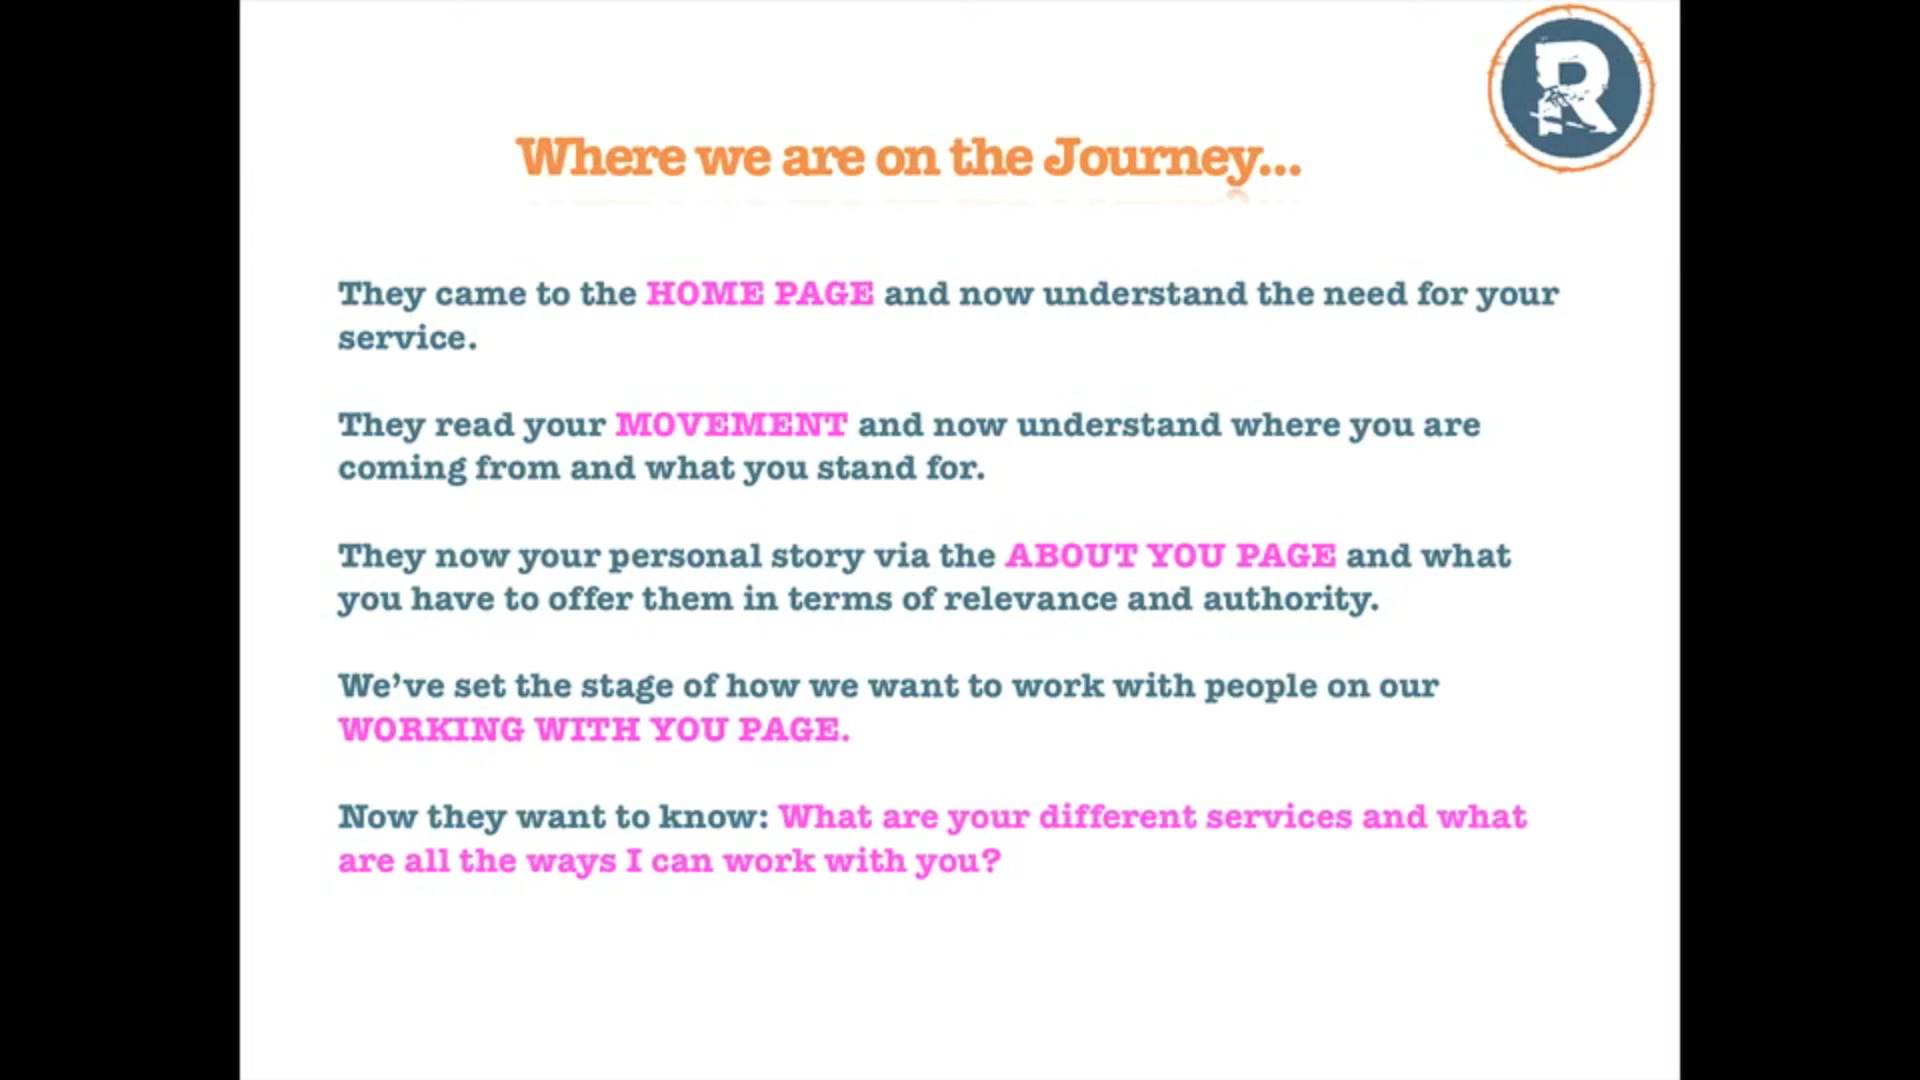 R
Where we are on the Journey...
They came to the HOME PAGE and now understand the need for your
service.
They read your MOVEMENT and now understand where you are
coming from and what you stand for.
They now your personal story via the ABOUT YOU PAGE and what
you have to offer them in terms of relevance and authority.
We’ve set the stage of how we want to work with people on our
WORKING WITH YOU PAGE.
Now they want to know: What are your different services and what
are all the ways I can work with you?